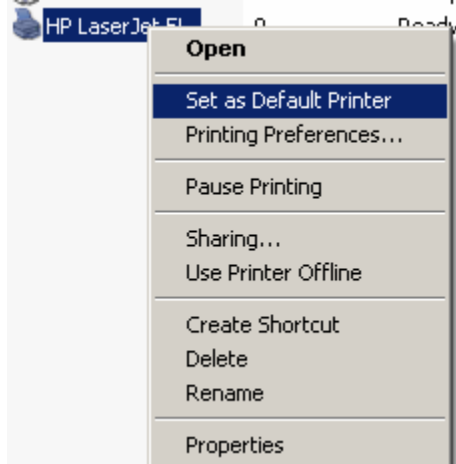 HP LaserJet
Open
Set as Default Printer
Printing Preferences...
Pause Printing
Sharing...
Use Printer Offline
Create Shortcut
Delete
Rename
Properties